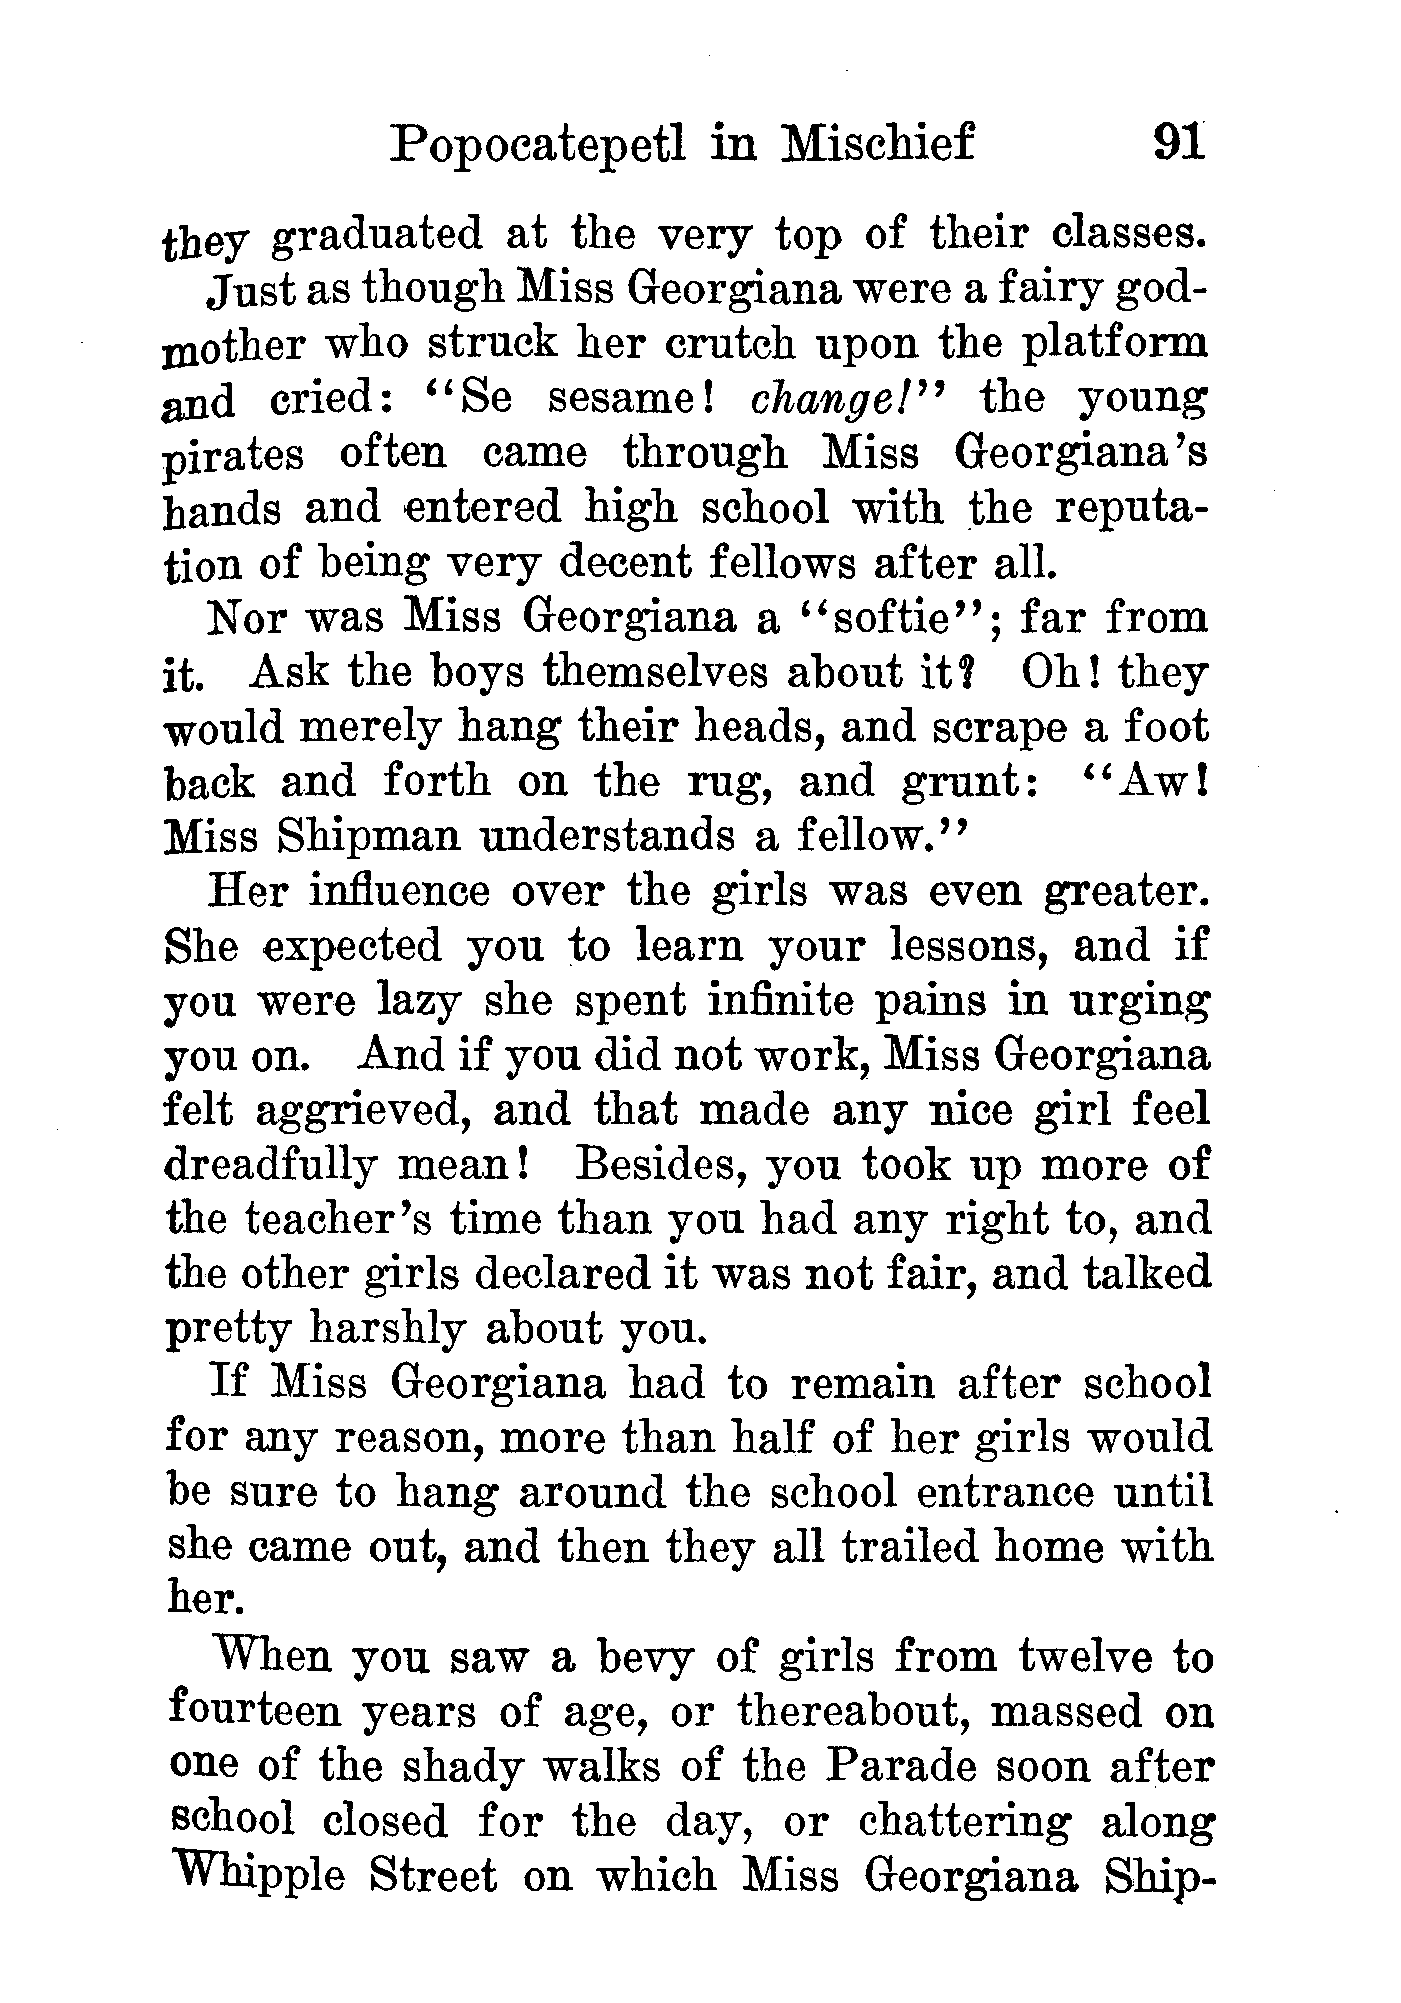 Popocatepetl in Mischief 91
they graduated at the very top of their classes.
Just as though Miss Georgiana were a fairy god-
mother who struck her crutch upon the platform
and cried: "Se sesame! change!" the young
pirates often came through Miss Georgiana's
hands and entered high school with the reputa-
tion of being very decent fellows after all.
Nor was Miss Georgiana a "softie"; far from
it. Ask the boys themselves about it? Oh! they
would merely hang their heads, and scrape a foot
back and forth on the rug, and grunt: "Aw!
Miss Shipman understands a fellow."
Her influence over the girls was even greater.
She expected you to learn your lessons, and if
you were lazy she spent infinite pains in urging
you on. And if you did not work, Miss Georgiana
felt aggrieved, and that made any nice girl feel
dreadfully mean! Besides, you took up more of
the teacher's time than you had any right to, and
the other girls declared it was not fair, and talked
pretty harshly about you.
If Miss Georgiana had to remain after school
for any reason, more than half of her girls would
be sure to hang around the school entrance until
she came out, and then they all trailed home with
her.
When you saw a bevy of girls from twelve to
fourteen years of age, or thereabout, massed on
one of the shady walks of the Parade soon after
school closed for the day, or chattering along
Whipple Street on which Miss Georgiana Ship-